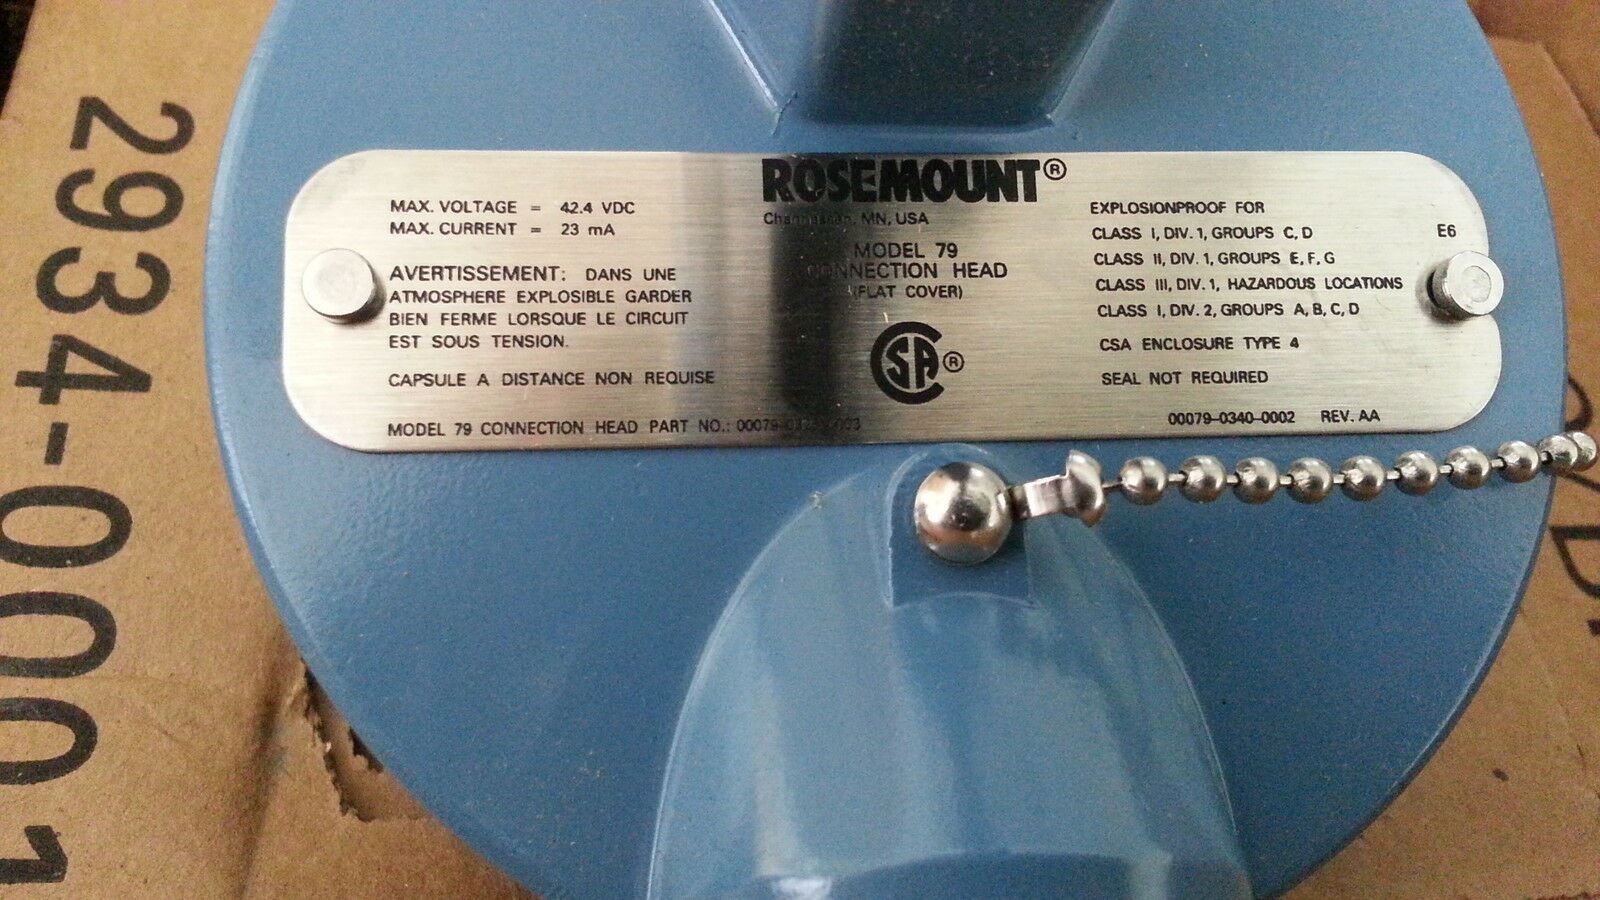 ROSEMOUNT®
Chanhassen, MN, USA
MODEL 79
CONNECTION HEAD
(FLAT COVER)
CSA®
MAX. VOLTAGE = 42.4 VDC
MAX. CURRENT = 23 mA
AVERTISSEMENT: DANS UNE
ATMOSPHERE EXPLOSIBLE GARDER
BIEN FERME LORSQUE LE CIRCUIT
EST SOUS TENSION.
CAPSULE A DISTANCE NON REQUISE
MODEL 79 CONNECTION HEAD PART NO.:
EXPLOSIONPROOF FOR
CLASS I, DIV. 1, GROUPS C, D E6
CLASS II, DIV. 1, GROUPS E, F, G
CLASS III, DIV. 1, HAZARDOUS LOCATIONS
CLASS I, DIV. 2, GROUPS A, B, C, D
CSA ENCLOSURE TYPE 4
SEAL NOT REQUIRED
00079-0340-0002 REV. AA
2934-0001